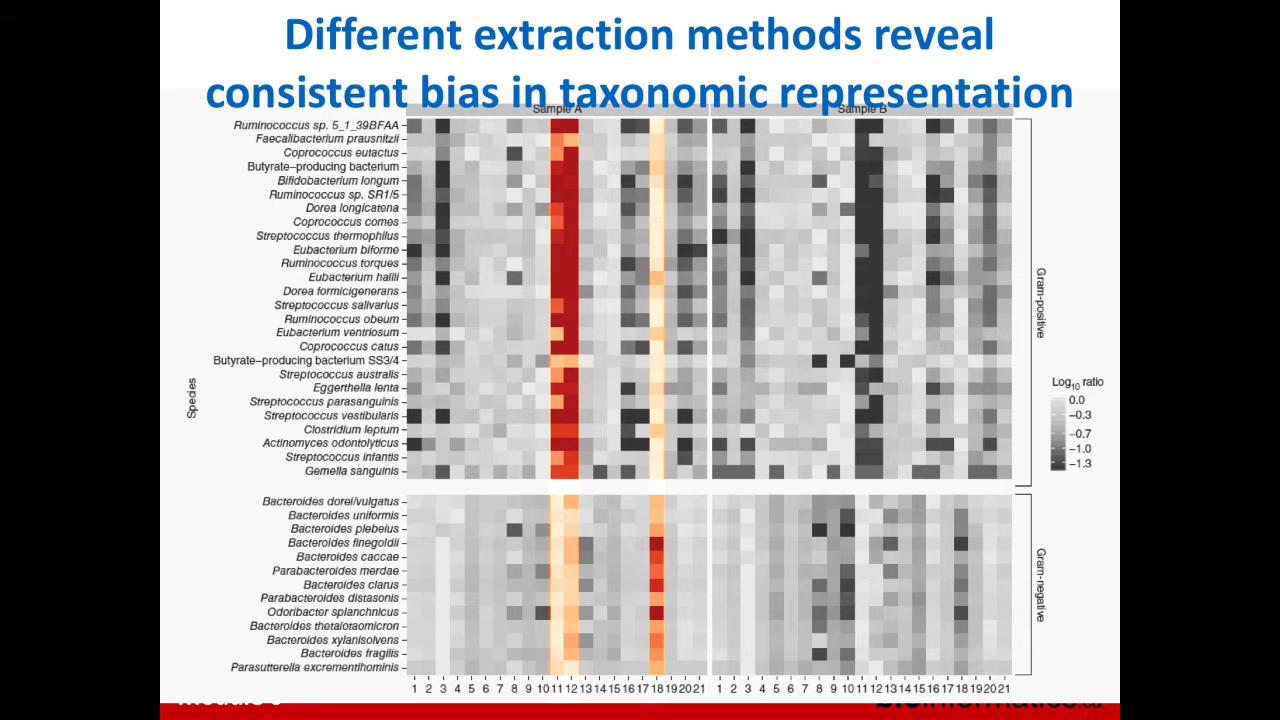 Different extraction methods reveal
consistent bias in taxonomic representation
Sample A
Sample B
Ruminococcus sp. 5_1_39BFAA
Faecalibacterium prausnitzii
Coprococcus eutactus
Butyrate–producing bacterium
Bifidobacterium longum
Ruminococcus sp. SR1/5
Dorea longicatena
Coprococcus comes
Streptococcus thermophilus
Eubacterium biforme
Ruminococcus torques
Eubacterium hallii
Dorea formicigenerans
Streptococcus salivarius
Ruminococcus obeum
Eubacterium ventriosum
Coprococcus catus
Butyrate–producing bacterium SS3/4
Streptococcus australis
Eggerthella lenta
Streptococcus parasanguinis
Streptococcus vestibularis
Clostridium leptum
Actinomyces odontolyticus
Streptococcus infantis
Gemella sanguinis
Bacteroides dorei/vulgatus
Bacteroides uniformis
Bacteroides plebeius
Bacteroides finegoldii
Bacteroides caccae
Parabacteroides merdae
Bacteroides clarus
Parabacteroides distasonis
Odoribacter splanchnicus
Bacteroides thetaiotaomicron
Bacteroides xylanisolvens
Bacteroides fragilis
Parasutterella excrementihominis
Species
Gram-positive
Gram-negative
Log10 ratio
0.0
−0.3
−0.7
−1.0
−1.3
1 2 3 4 5 6 7 8 9 10 11 12 13 14 15 16 17 18 19 20 21
1 2 3 4 5 6 7 8 9 10 11 12 13 14 15 16 17 18 19 20 21
bioinformatics.ca